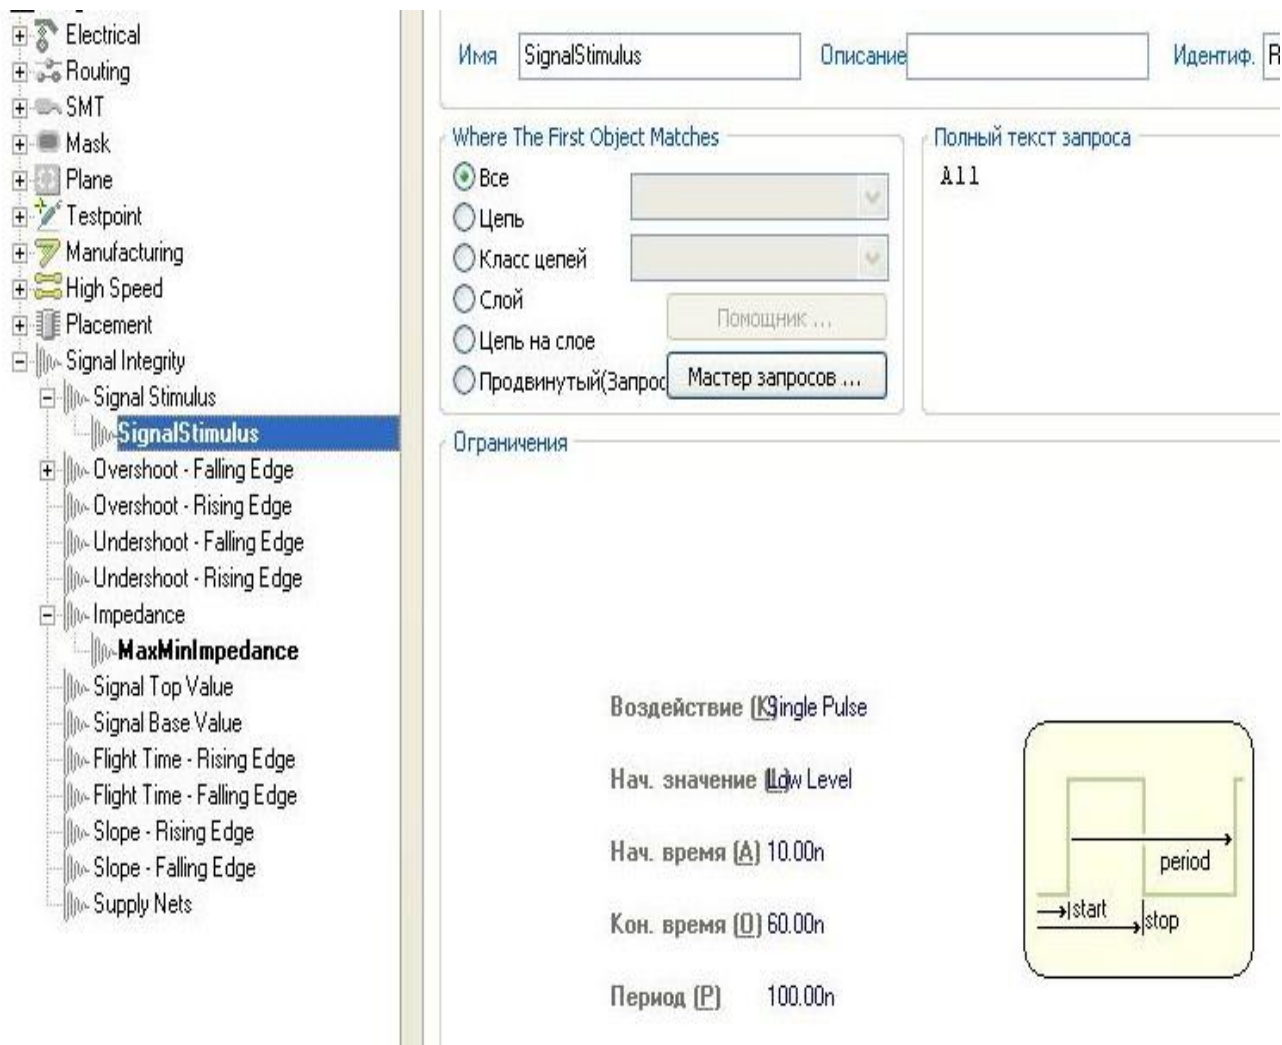 Electrical
Routing
SMT
Mask
Plane
Testpoint
Manufacturing
High Speed
Placement
Signal Integrity
Signal Stimulus
SignalStimulus
Overshoot - Falling Edge
Overshoot - Rising Edge
Undershoot - Falling Edge
Undershoot - Rising Edge
Impedance
MaxMinImpedance
Signal Top Value
Signal Base Value
Flight Time - Rising Edge
Flight Time - Falling Edge
Slope - Rising Edge
Slope - Falling Edge
Supply Nets
Имя SignalStimulus Описание Идентиф. R
Where The First Object Matches
Все
Цепь
Класс цепей
Слой
Цепь на слое
Продвинутый(Запрос
Помощник ...
Мастер запросов ...
Полный текст запроса
All
Ограничения
Воздействие (K) Single Pulse
Нач. значение (L) Low Level
Нач. время (A) 10.00n
Кон. время (O) 60.00n
Период (P) 100.00n
period
start
stop